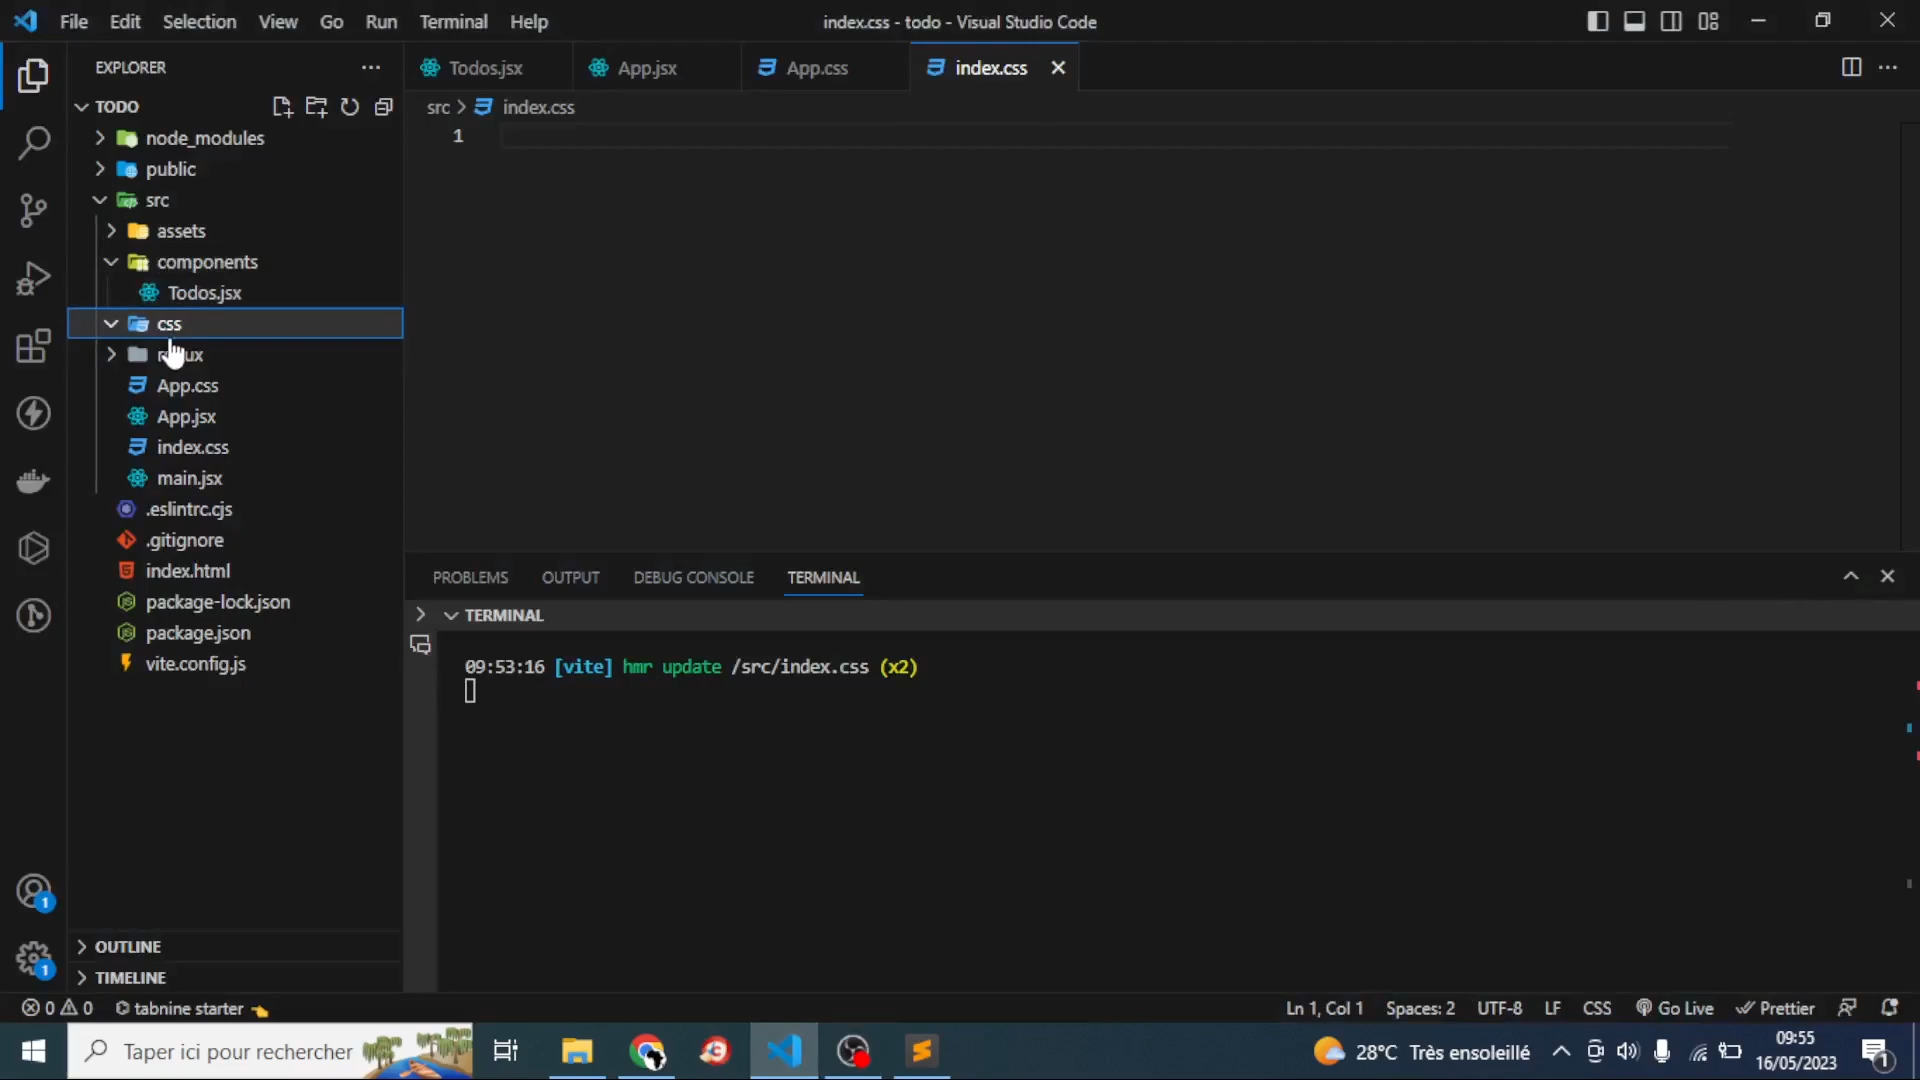 File Edit Selection View Go Run Terminal Help
index.css - todo - Visual Studio Code
EXPLORER
TODO
node_modules
public
src
assets
components
Todos.jsx
css
App.css
App.jsx
index.css
main.jsx
.eslintrc.cjs
.gitignore
index.html
package-lock.json
package.json
vite.config.js
OUTLINE
TIMELINE
Todos.jsx App.jsx App.css index.css
src > index.css
1
PROBLEMS OUTPUT DEBUG CONSOLE TERMINAL
TERMINAL
09:53:16 [vite] hmr update /src/index.css (x2)
1
1
0 0 tabnine starter
Ln 1, Col 1 Spaces: 2 UTF-8 LF CSS Go Live Prettier
Taper ici pour rechercher
28°C Très ensoleillé
09:55
16/05/2023
1